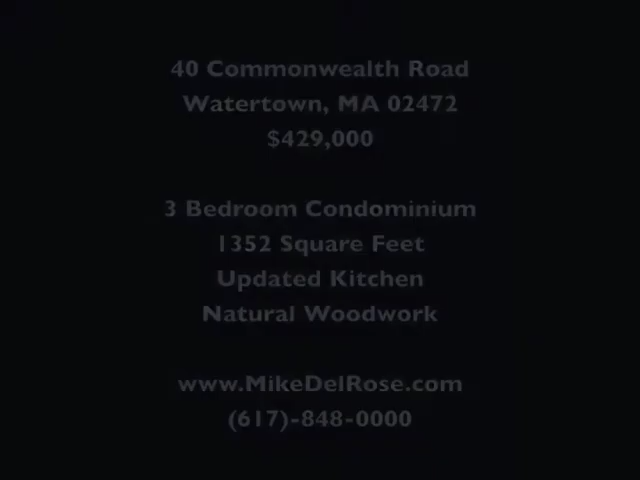 40 Commonwealth Road
Watertown, MA 02472
$429,000
3 Bedroom Condominium
1352 Square Feet
Updated Kitchen
Natural Woodwork
www.MikeDelRose.com
(617)-848-0000